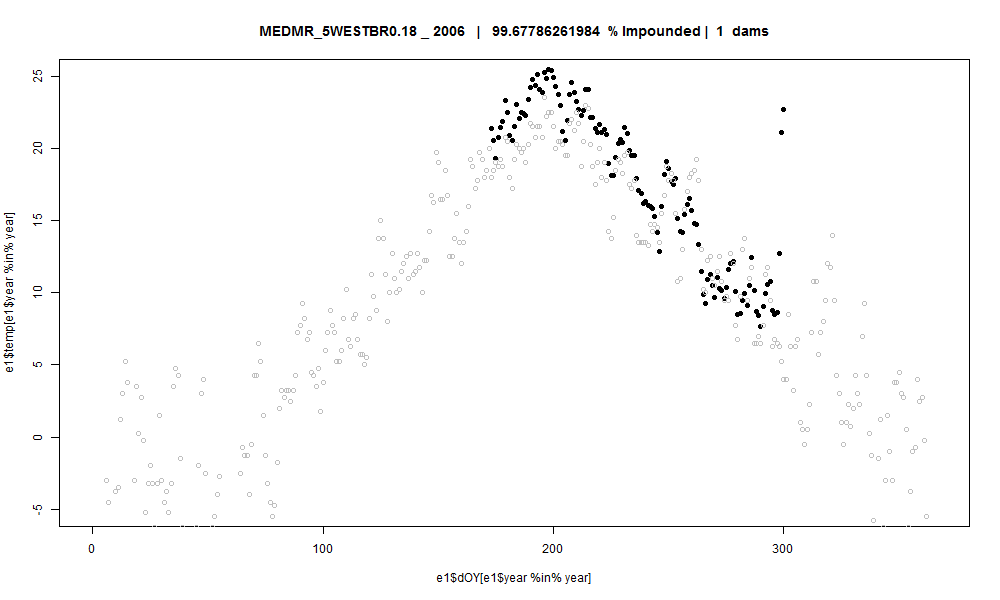 MEDMR_5WESTBR0.18 _ 2006 | 99.67786261984 % Impounded | 1 dams
e1$temp[e1$year %in% year]
25
20
15
10
5
0
-5
0 100 200 300
e1$dOY[e1$year %in% year]